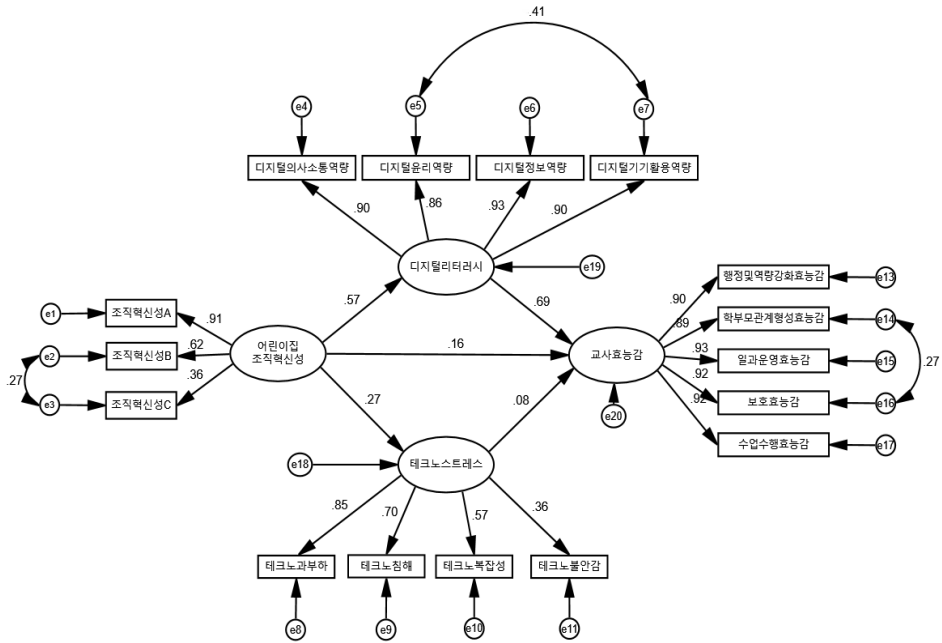 .41
e4
e5
e6
e7
디지털의사소통역량
디지털윤리역량
디지털정보역량
디지털기기활용역량
.90
.86
.93
.90
디지털리터러시
e19
행정및역량강화효능감
e13
.90
e1
조직혁신성A
.91
.57
.69
.89
학부모관계형성효능감
e14
e2
조직혁신성B
.62
어린이집
조직혁신성
.16
교사효능감
.93
일과운영효능감
e15
.27
.27
e3
조직혁신성C
.36
.27
.08
.92
보호효능감
e16
e20
.92
수업수행효능감
e17
e18
테크노스트레스
.85
.70
.57
.36
테크노과부하
테크노침해
테크노복잡성
테크노불안감
e8
e9
e10
e11